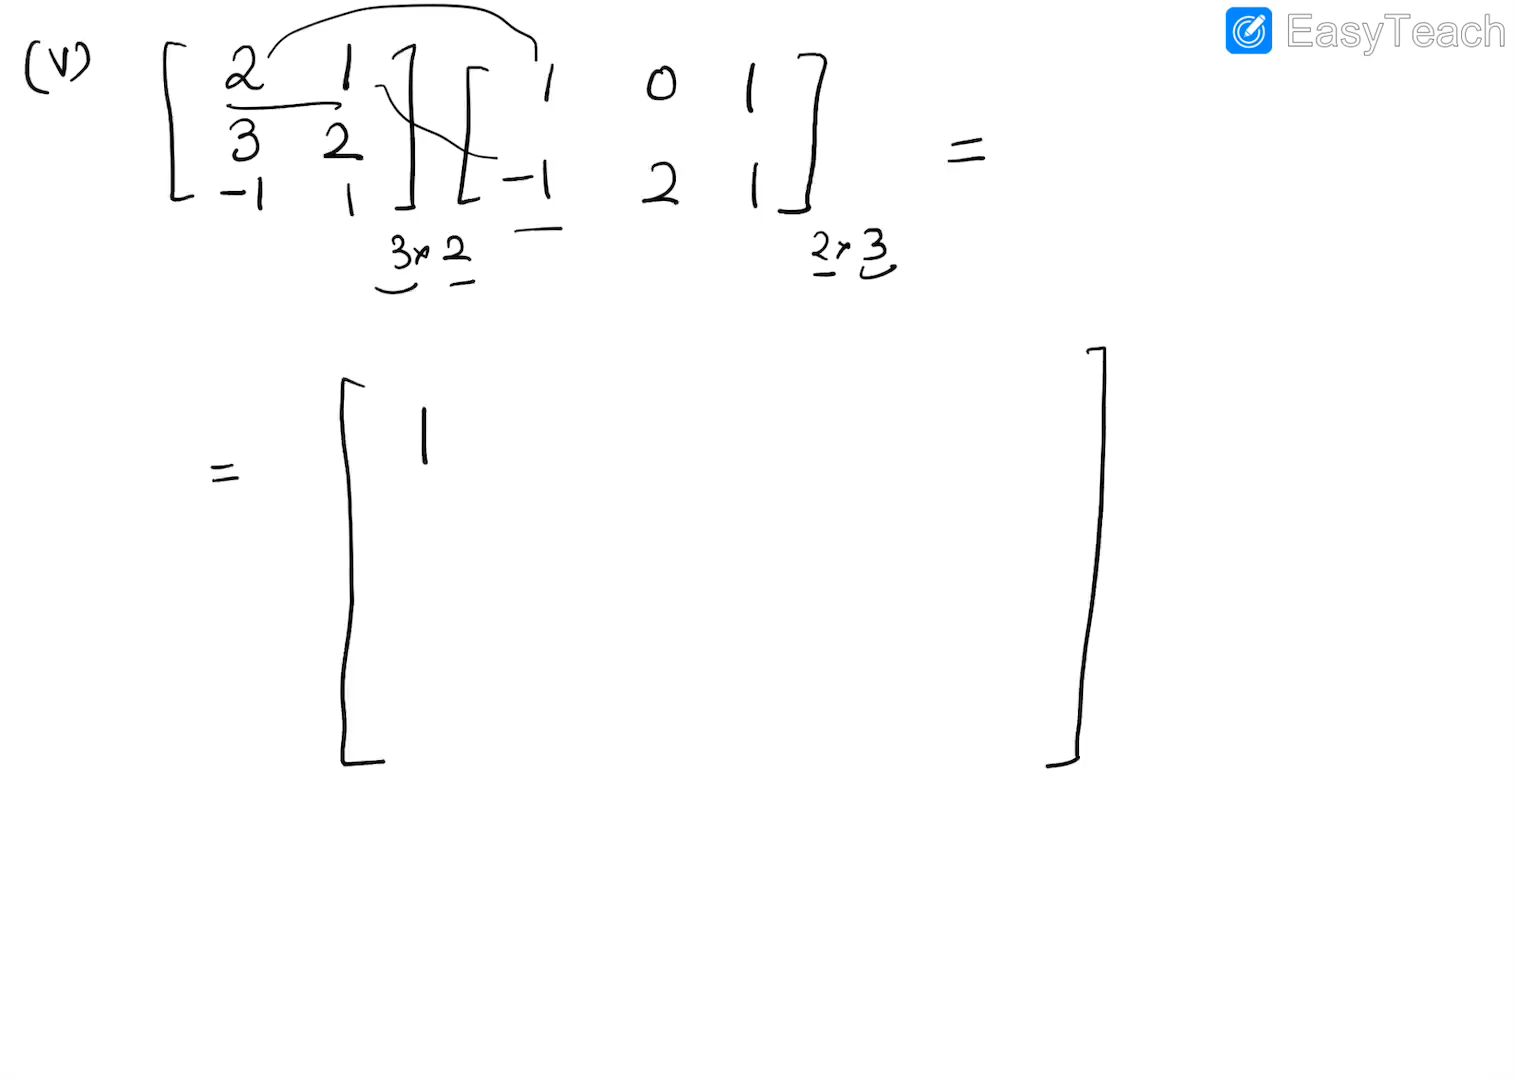 EasyTeach
(v) [ 2 1 ] [ 1 0 1 ] =
3 2
-1 1 -1 2 1
3 × 2 2 × 3
= [ 1 ]